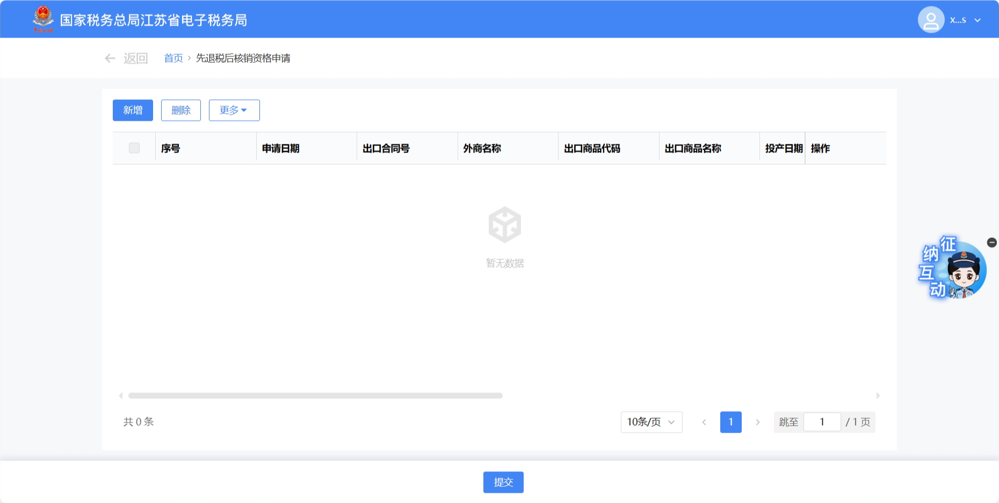 国家税务总局江苏省电子税务局
x...s
返回 首页 > 先退税后核销资格申请
新增 删除 更多
序号 申请日期 出口合同号 外商名称 出口商品代码 出口商品名称 投产日期 操作
暂无数据
征纳互动
共 0 条 10条/页 < 1 > 跳至 1 / 1 页
提交